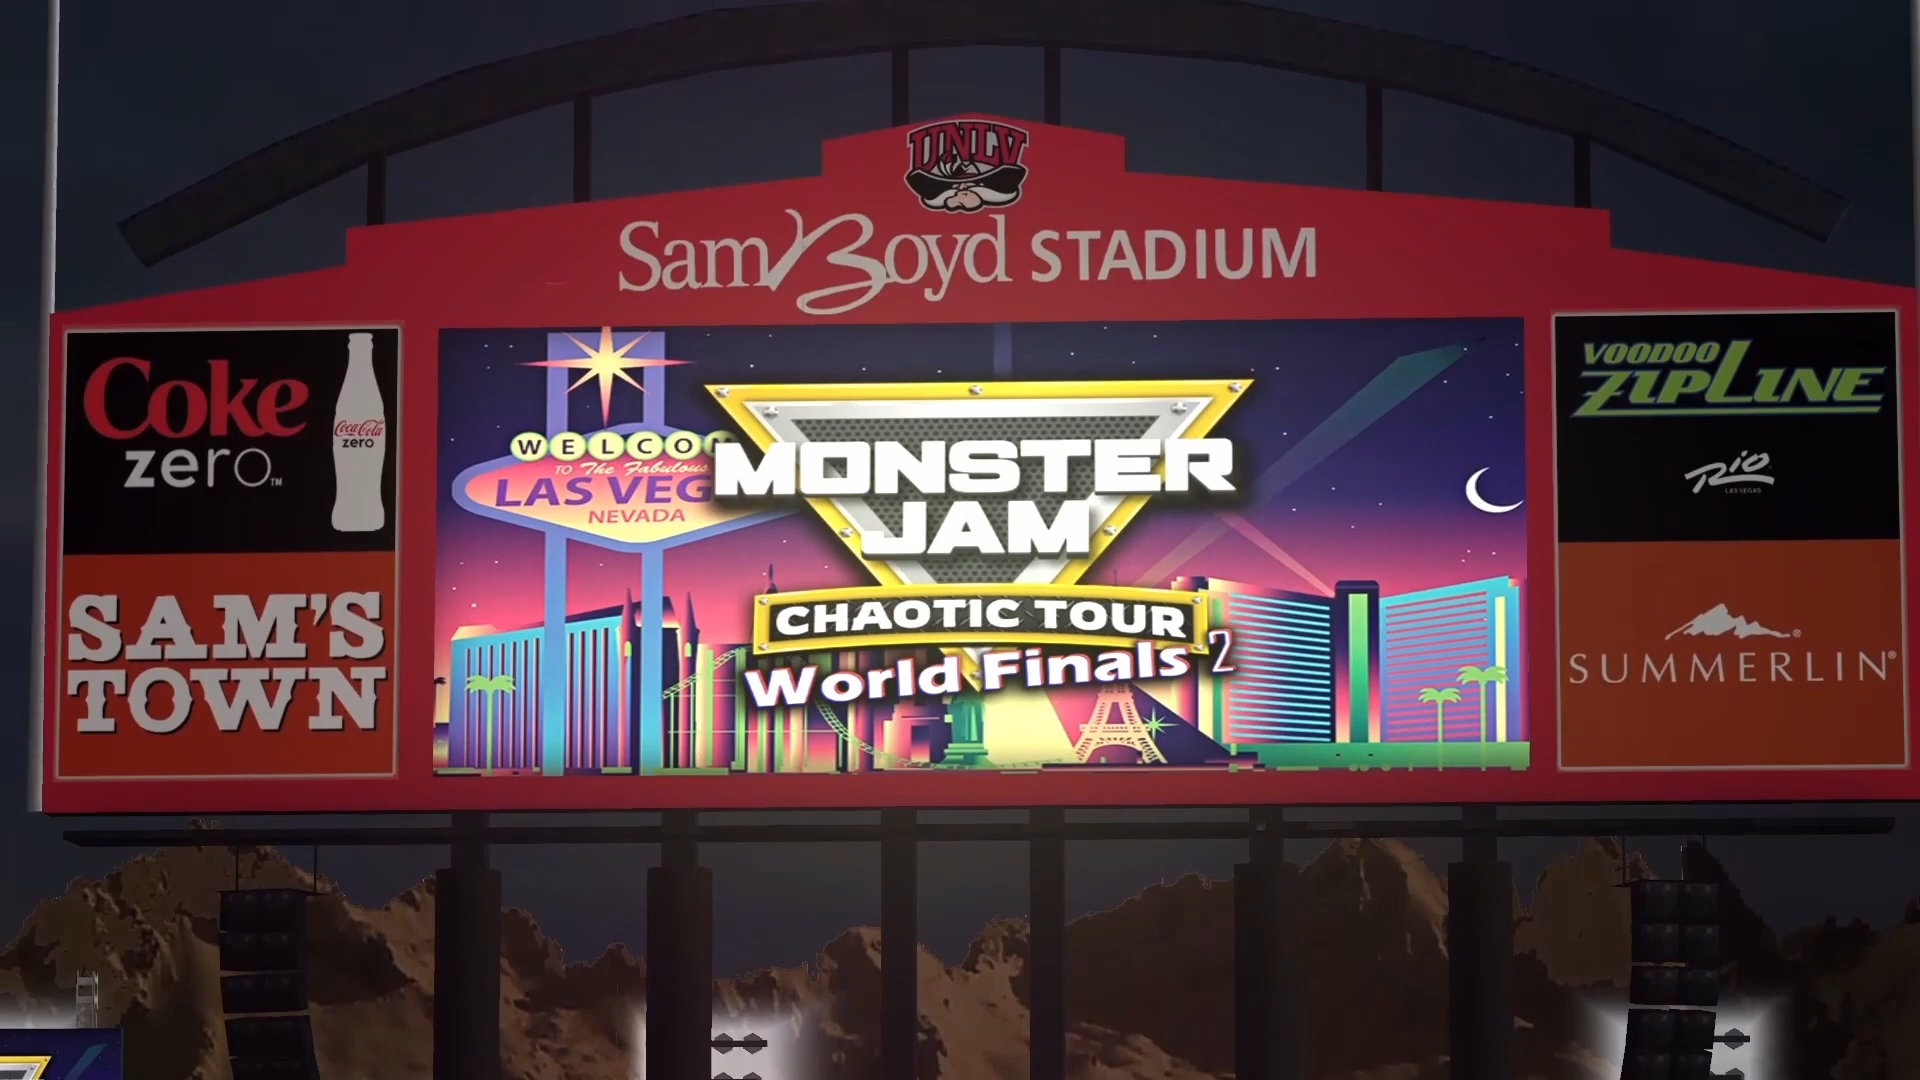 UNLV
Sam Boyd STADIUM
Coke
zero™
Coca-Cola
zero
SAM'S
TOWN
WELCO
TO The Fabulous
LAS VEG
NEVADA
MONSTER
JAM
CHAOTIC TOUR
World Finals 2
VOODOO
ZIPLINE
Rio
LAS VEGAS
SUMMERLIN®